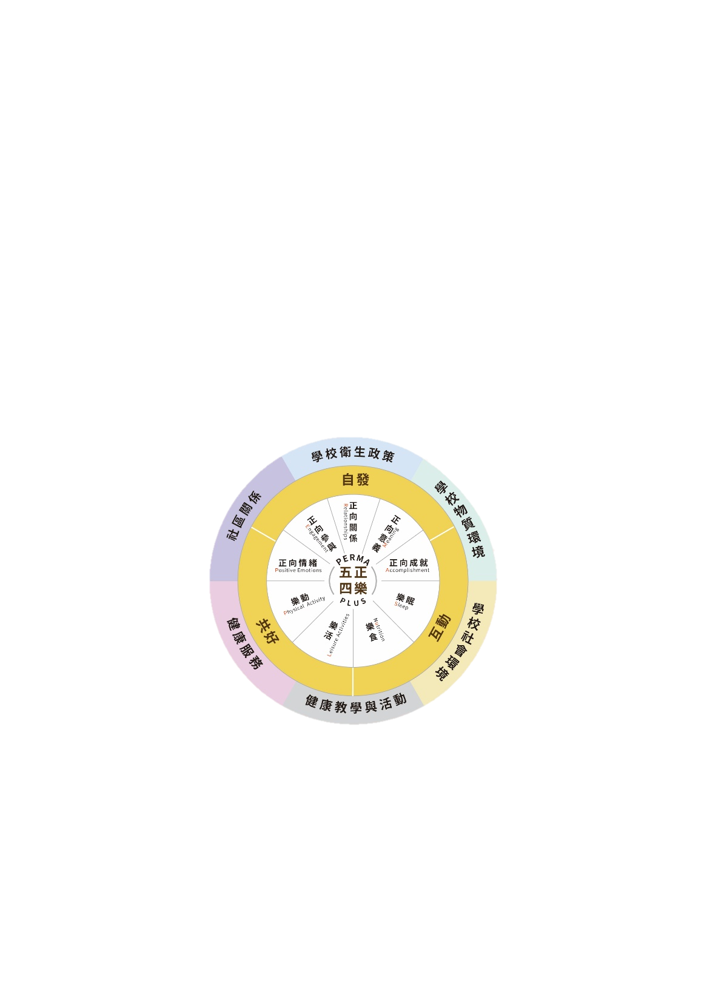 學校衛生政策
學校物質環境
學校社會環境
健康教學與活動
健康服務
社區關係
自發
互動
共好
正向情緒
Positive Emotions
正向參與
Engagement
正向關係
Relationships
正向意義
Meaning
正向成就
Accomplishment
樂眠
Sleep
樂食
Nutrition
樂活
Leisure Activities
樂動
Physical Activity
PERMA
五正
四樂
PLUS